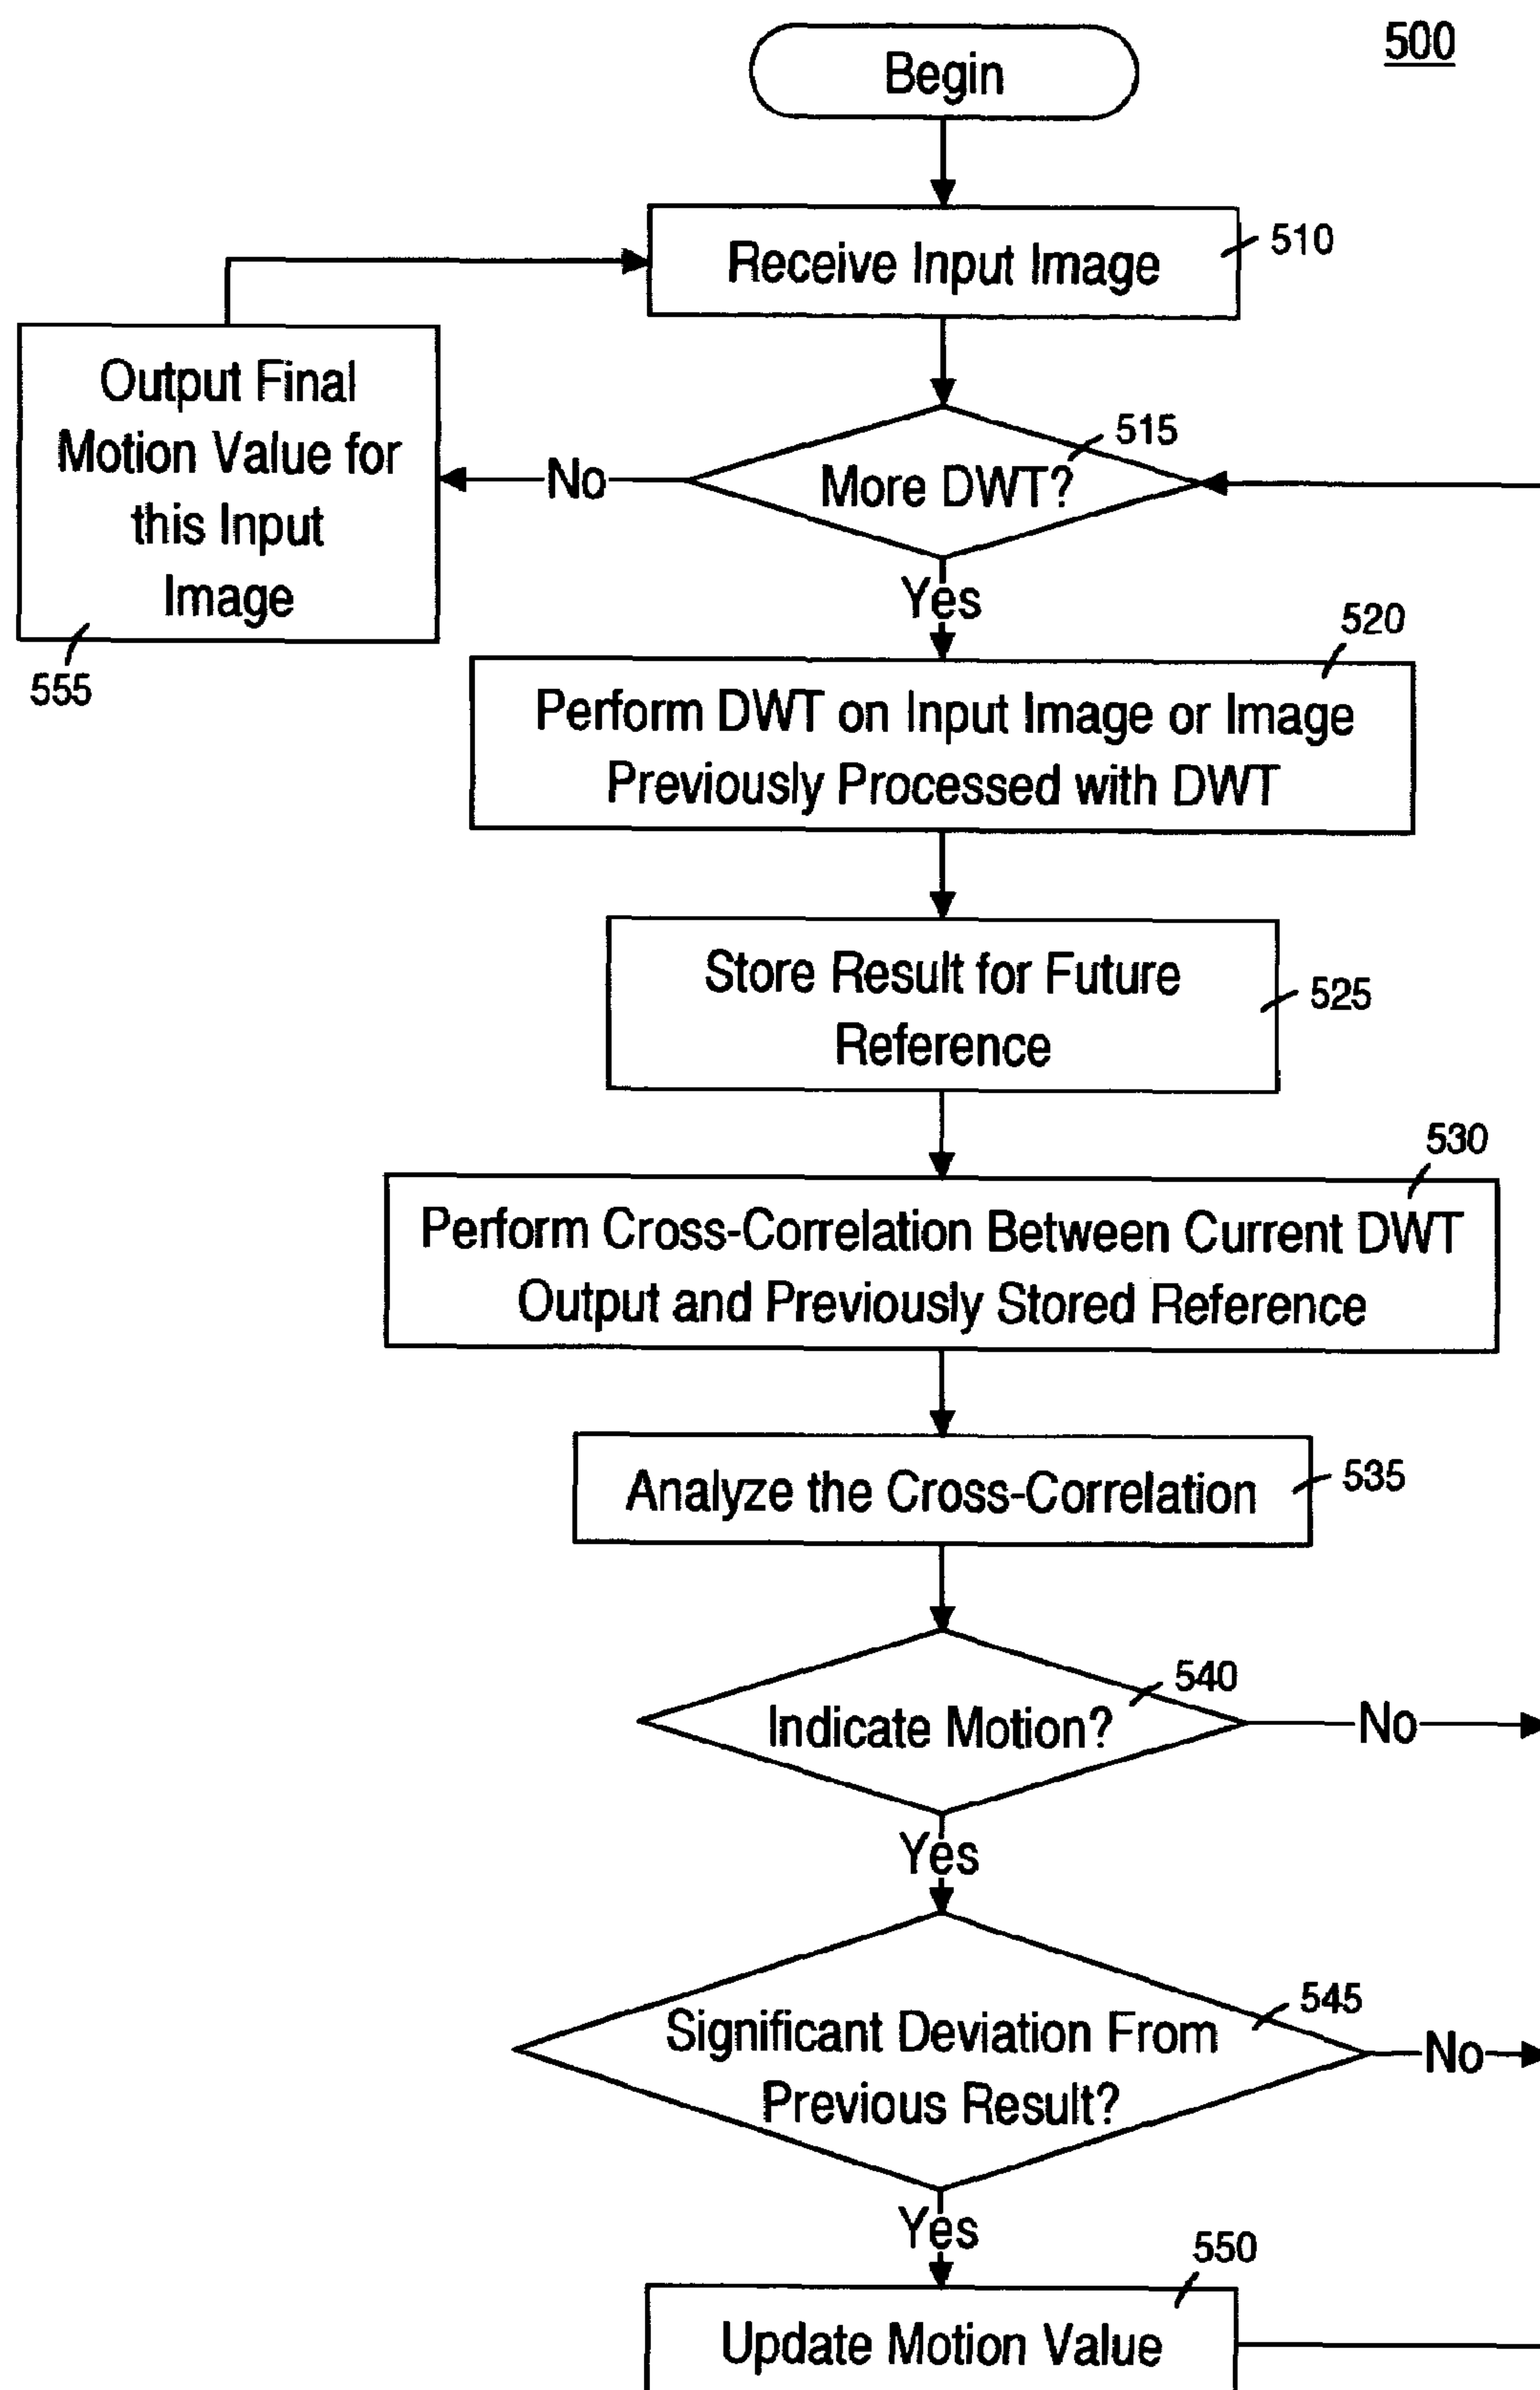 500
Begin
Receive Input Image
510
Output Final
Motion Value for
this Input
Image
555
More DWT?
515
No
Yes
520
Perform DWT on Input Image or Image
Previously Processed with DWT
Store Result for Future
Reference
525
530
Perform Cross-Correlation Between Current DWT
Output and Previously Stored Reference
Analyze the Cross-Correlation
535
540
Indicate Motion?
No
Yes
545
Significant Deviation From
Previous Result?
No
Yes
550
Update Motion Value